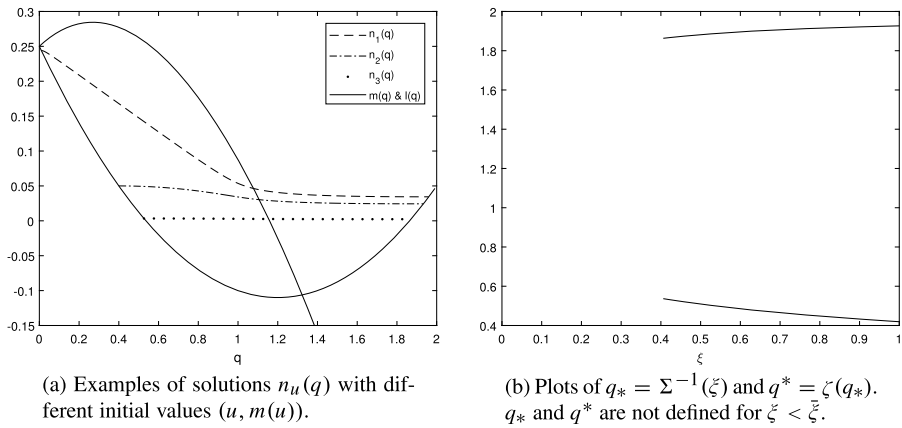 0.3
0.25
0.2
0.15
0.1
0.05
0
-0.05
-0.1
-0.15
0 0.2 0.4 0.6 0.8 1 1.2 1.4 1.6 1.8 2
q
n₁(q)
n₂(q)
n₃(q)
m(q) & l(q)
(a) Examples of solutions nᵤ(q) with dif-
ferent initial values (u, m(u)).
2
1.8
1.6
1.4
1.2
1
0.8
0.6
0.4
0 0.1 0.2 0.3 0.4 0.5 0.6 0.7 0.8 0.9 1
ξ
(b) Plots of q∗ = Σ⁻¹(ξ) and q* = ζ(q∗).
q∗ and q* are not defined for ξ < ξ̄.